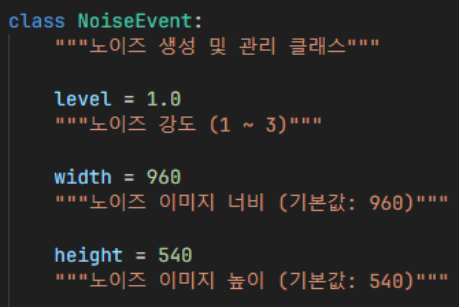 class NoiseEvent:
"""노이즈 생성 및 관리 클래스"""
level = 1.0
"""노이즈 강도 (1 ~ 3)"""
width = 960
"""노이즈 이미지 너비 (기본값: 960)"""
height = 540
"""노이즈 이미지 높이 (기본값: 540)"""